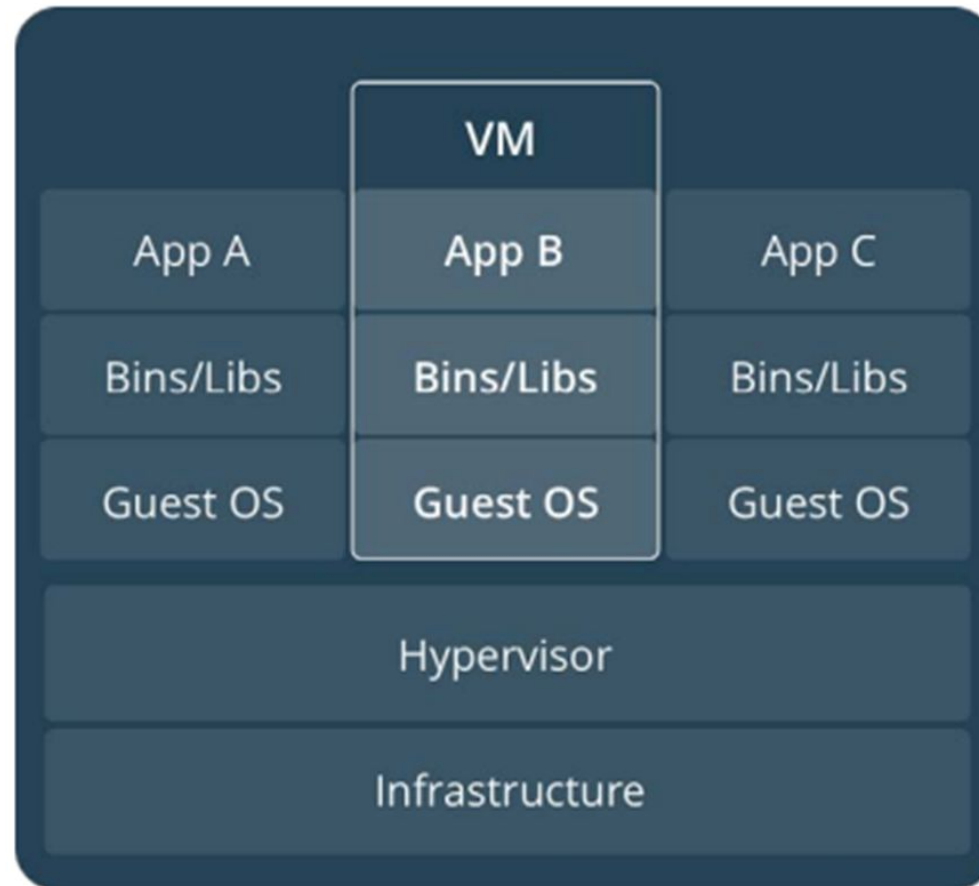 VM
App A App B App C
Bins/Libs Bins/Libs Bins/Libs
Guest OS Guest OS Guest OS
Hypervisor
Infrastructure